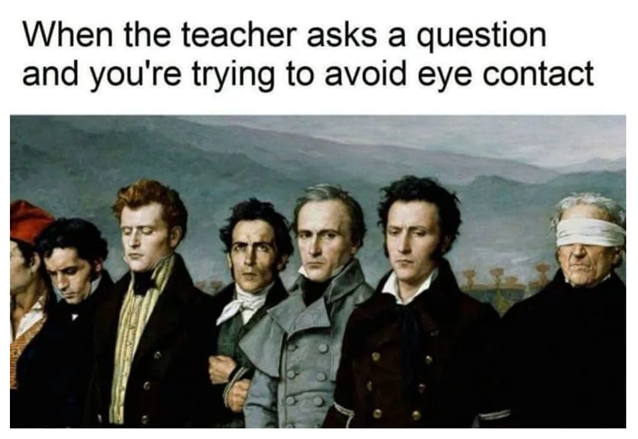 When the teacher asks a question
and you're trying to avoid eye contact